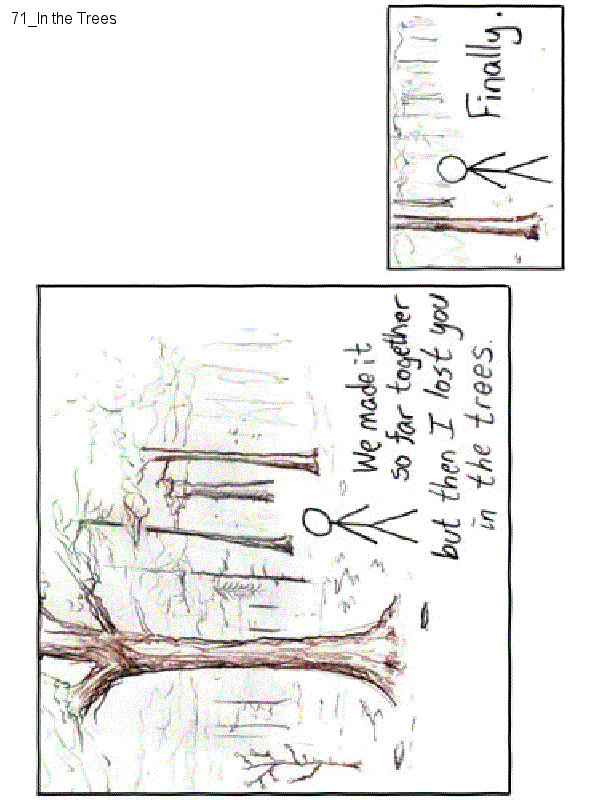 71_In the Trees
We made it
so far together
but then I lost you
in the trees.
Finally.